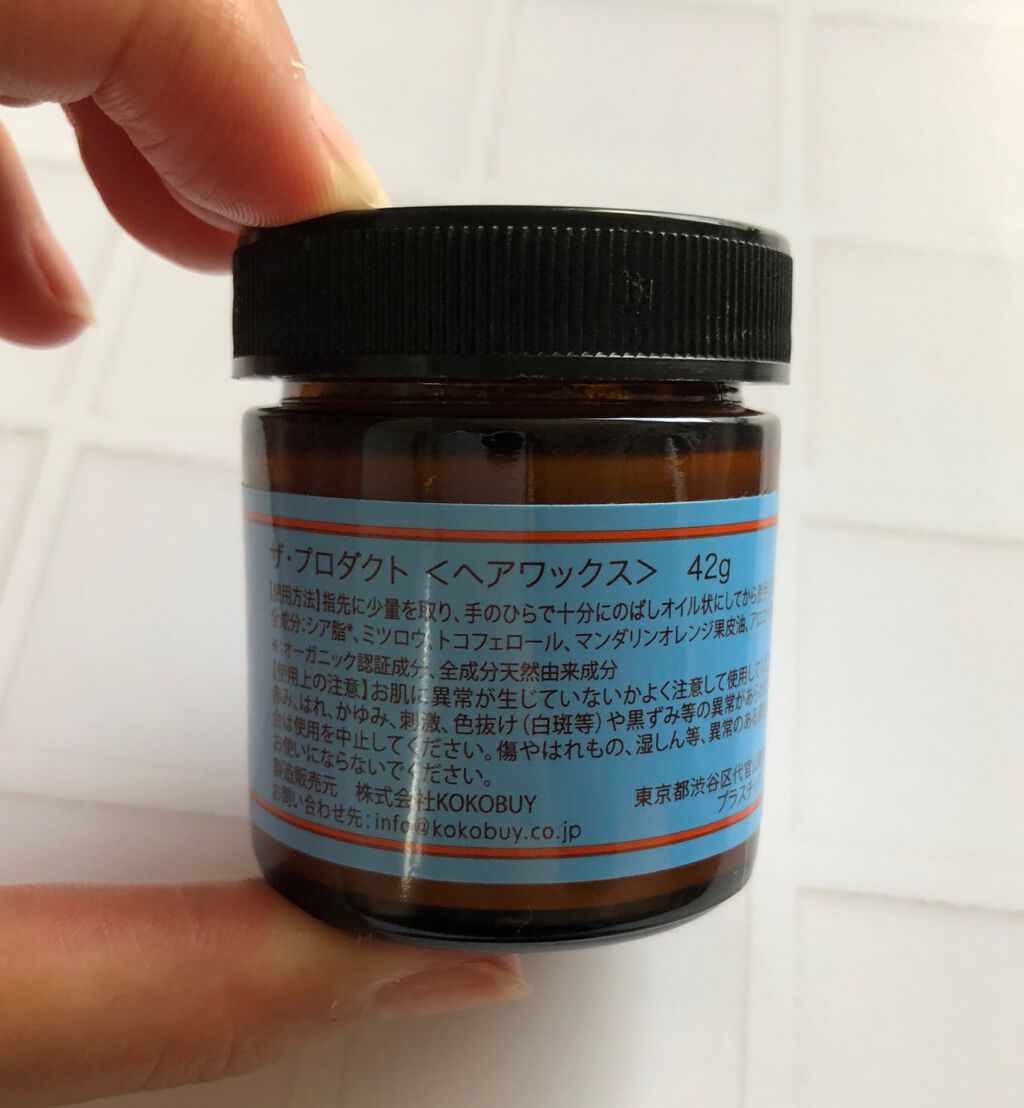 ザ・プロダクト <ヘアワックス> 42g
【使用方法】指先に少量を取り、手のひらで十分にのばしオイル状にしてから使用
全成分:シア脂*、ミツロウ、トコフェロール、マンダリンオレンジ果皮油、アロエ
*:オーガニック認証成分、全成分天然由来成分
【使用上の注意】お肌に異常が生じていないかよく注意して使用して
赤み、はれ、かゆみ、刺激、色抜け(白斑等)や黒ずみ等の異常が
合は使用を中止してください。傷やはれもの、湿しん等、異常のある
お使いにならないでください。
製造販売元 株式会社KOKOBUY 東京都渋谷区代官山
お問い合わせ先:info@kokobuy.co.jp プラスチ